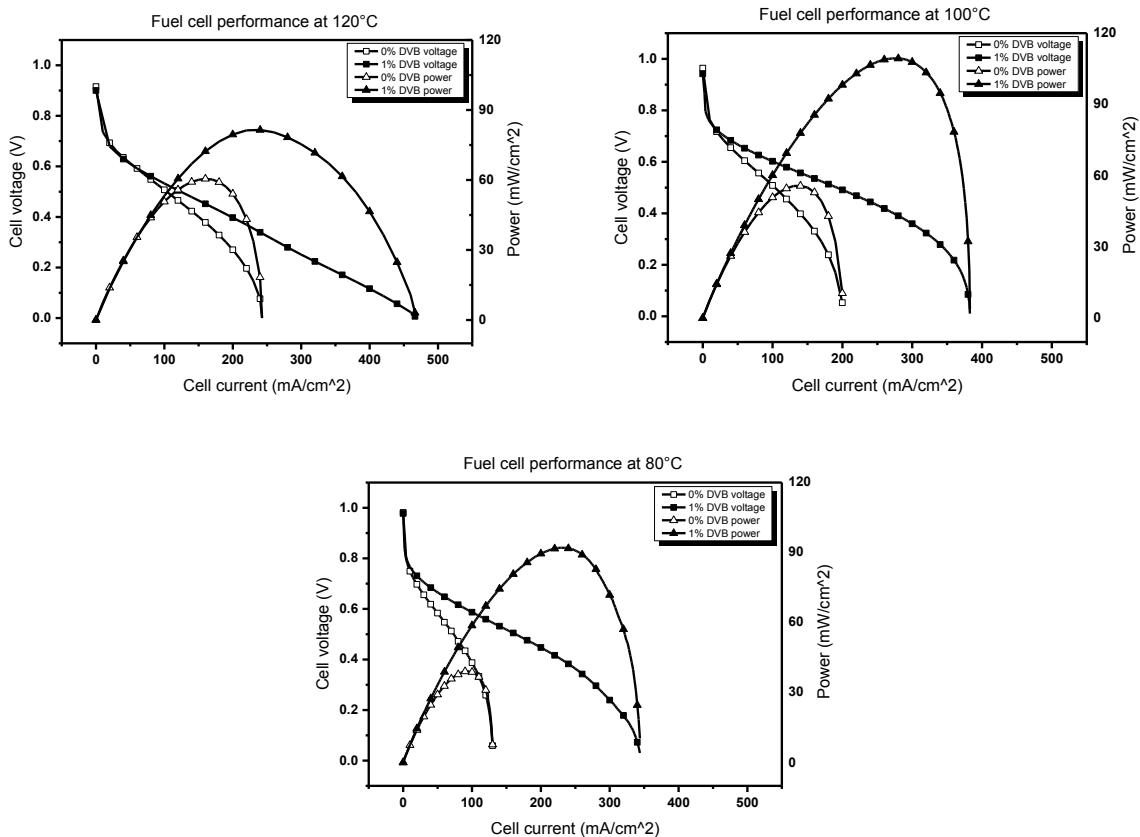 Fuel cell performance at 120°C
0% DVB voltage
1% DVB voltage
0% DVB power
1% DVB power
Cell voltage (V)
1.0
0.8
0.6
0.4
0.2
0.0
Power (mW/cm^2)
120
90
60
30
0
0 100 200 300 400 500
Cell current (mA/cm^2)
Fuel cell performance at 100°C
0% DVB voltage
1% DVB voltage
0% DVB power
1% DVB power
Cell voltage (V)
1.0
0.8
0.6
0.4
0.2
0.0
Power (mW/cm^2)
120
90
60
30
0
0 100 200 300 400 500
Cell current (mA/cm^2)
Fuel cell performance at 80°C
0% DVB voltage
1% DVB voltage
0% DVB power
1% DVB power
Cell voltage (V)
1.0
0.8
0.6
0.4
0.2
0.0
Power (mW/cm^2)
120
90
60
30
0
0 100 200 300 400 500
Cell current (mA/cm^2)